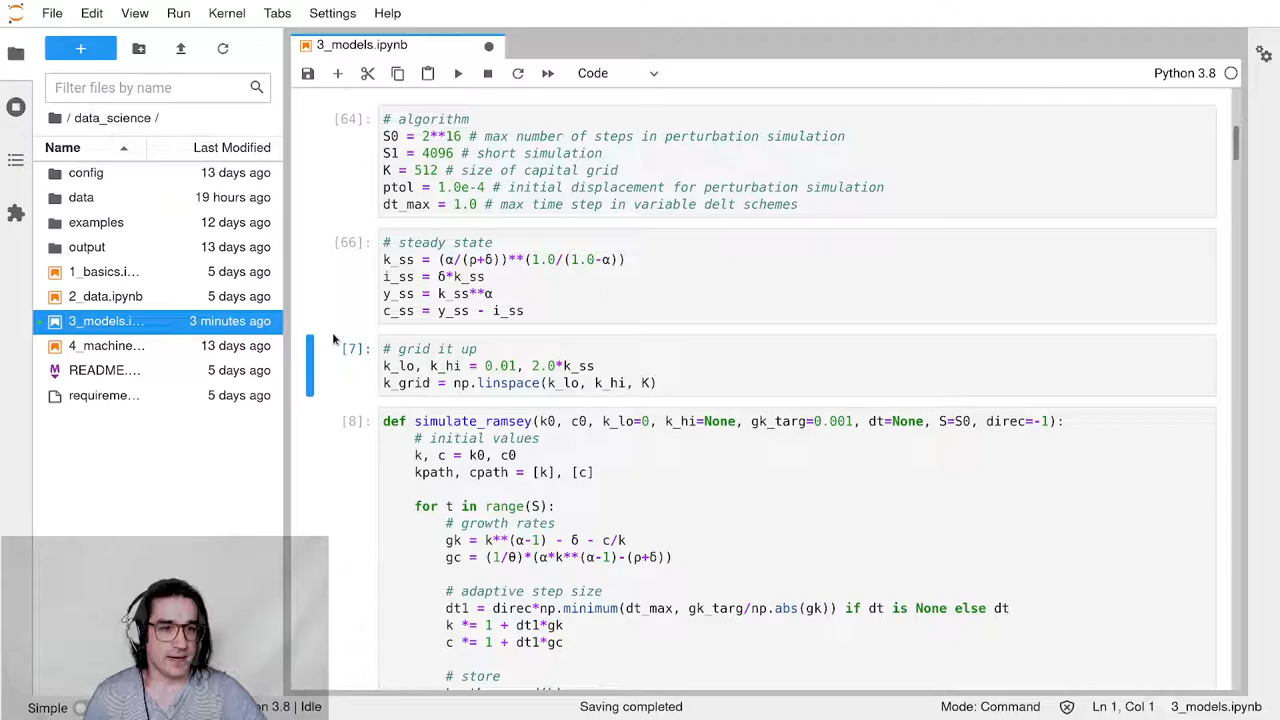 File Edit View Run Kernel Tabs Settings Help
3_models.ipynb
Code
Python 3.8
Filter files by name
/ data_science /
Name Last Modified
config 13 days ago
data 19 hours ago
examples 12 days ago
output 13 days ago
1_basics.i… 5 days ago
2_data.ipynb 5 days ago
3_models.i… 3 minutes ago
4_machine… 13 days ago
README.… 5 days ago
requireme… 5 days ago
[64]: # algorithm
S0 = 2**16 # max number of steps in perturbation simulation
S1 = 4096 # short simulation
K = 512 # size of capital grid
ptol = 1.0e-4 # initial displacement for perturbation simulation
dt_max = 1.0 # max time step in variable delt schemes
[66]: # steady state
k_ss = (α/(ρ+δ))**(1.0/(1.0-α))
i_ss = δ*k_ss
y_ss = k_ss**α
c_ss = y_ss - i_ss
[7]: # grid it up
k_lo, k_hi = 0.01, 2.0*k_ss
k_grid = np.linspace(k_lo, k_hi, K)
[8]: def simulate_ramsey(k0, c0, k_lo=0, k_hi=None, gk_targ=0.001, dt=None, S=S0, direc=-1):
# initial values
k, c = k0, c0
kpath, cpath = [k], [c]
for t in range(S):
# growth rates
gk = k**(α-1) - δ - c/k
gc = (1/θ)*(α*k**(α-1)-(ρ+δ))
# adaptive step size
dt1 = direc*np.minimum(dt_max, gk_targ/np.abs(gk)) if dt is None else dt
k *= 1 + dt1*gk
c *= 1 + dt1*gc
# store
Simple 3.8 | Idle Saving completed Mode: Command Ln 1, Col 1 3_models.ipynb